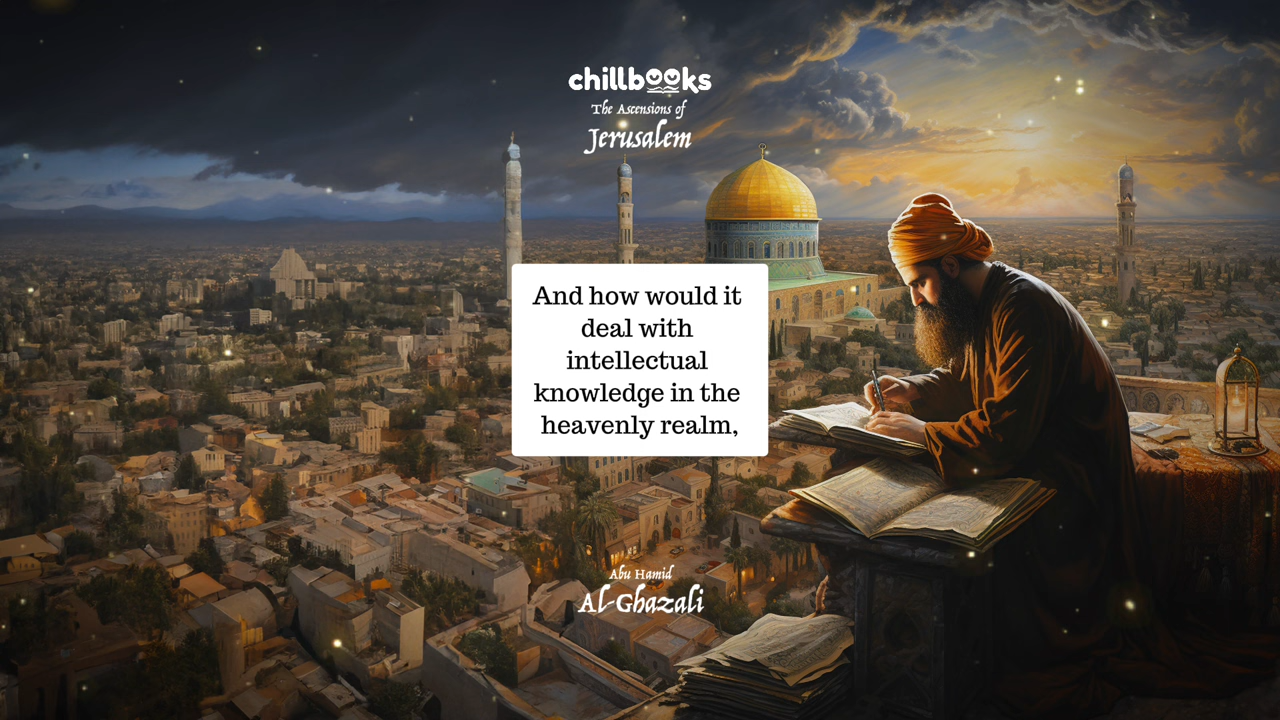 chillbooks
The Ascensions of
Jerusalem
And how would it
deal with
intellectual
knowledge in the
heavenly realm,
Abu Hamid
Al-Ghazali